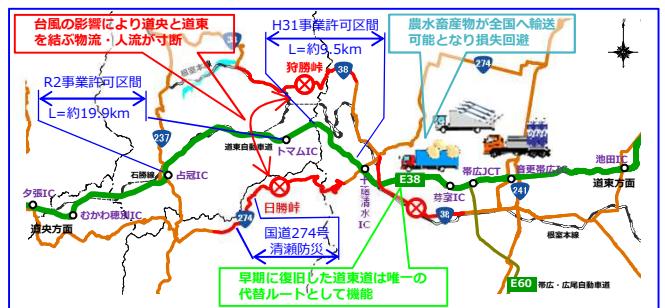 台風の影響により道央と道東
を結ぶ物流・人流が寸断
H31事業許可区間
L=約9.5km
農水畜産物が全国へ輸送
可能となり損失回避
R2事業許可区間
L=約19.9km
根室本線
狩勝峠
38
274
237
道東自動車道
トマムIC
石勝線
占冠IC
夕張IC
むかわ穂別IC
道央方面
日勝峠
274
国道274号
清瀬防災
十勝清水IC
E38
芽室IC
帯広JCT
音更帯広IC
241
池田IC
道東方面
38
根室本線
早期に復旧した道東道は唯一の
代替ルートとして機能
E60
帯広・広尾自動車道